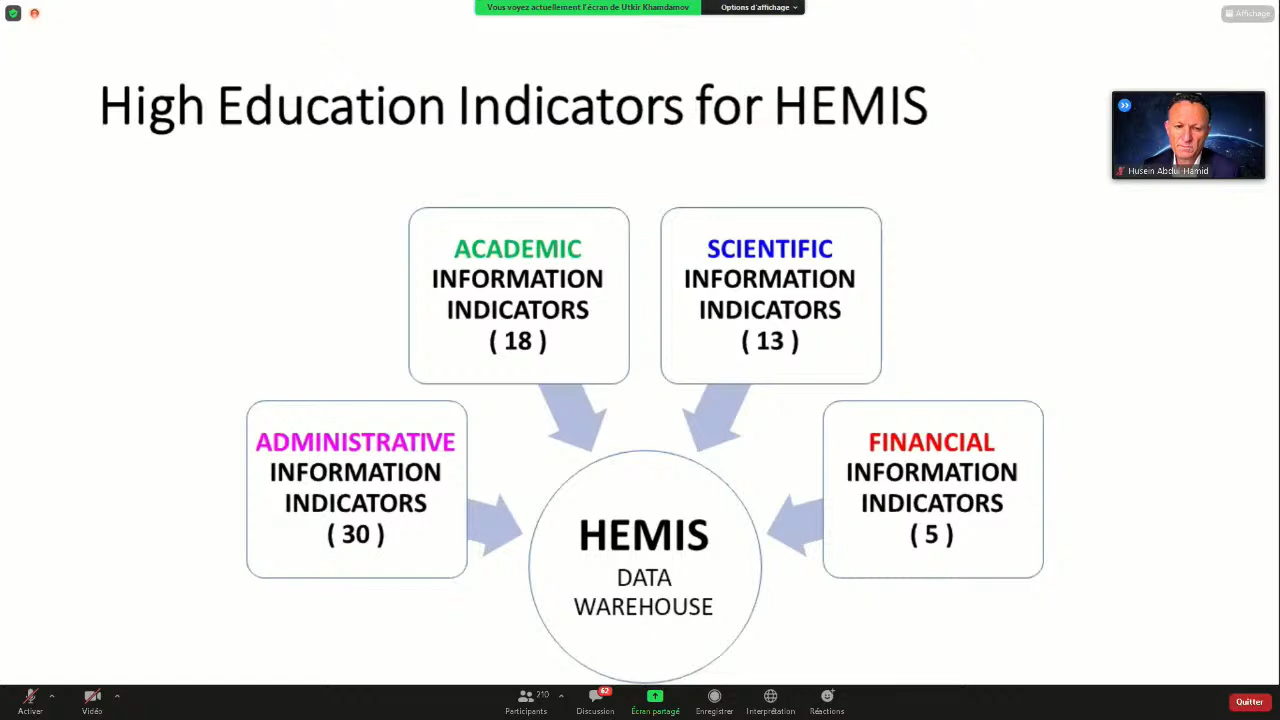 Vous voyez actuellement l'écran de Utkir Khamdamov
Options d'affichage
Affichage
High Education Indicators for HEMIS
Husein Abdul-Hamid
ACADEMIC
INFORMATION
INDICATORS
( 18 )
SCIENTIFIC
INFORMATION
INDICATORS
( 13 )
ADMINISTRATIVE
INFORMATION
INDICATORS
( 30 )
FINANCIAL
INFORMATION
INDICATORS
( 5 )
HEMIS
DATA
WAREHOUSE
Activer
Vidéo
210
Participants
62
Discussion
Écran partagé
Enregistrer
Interprétation
Réactions
Quitter